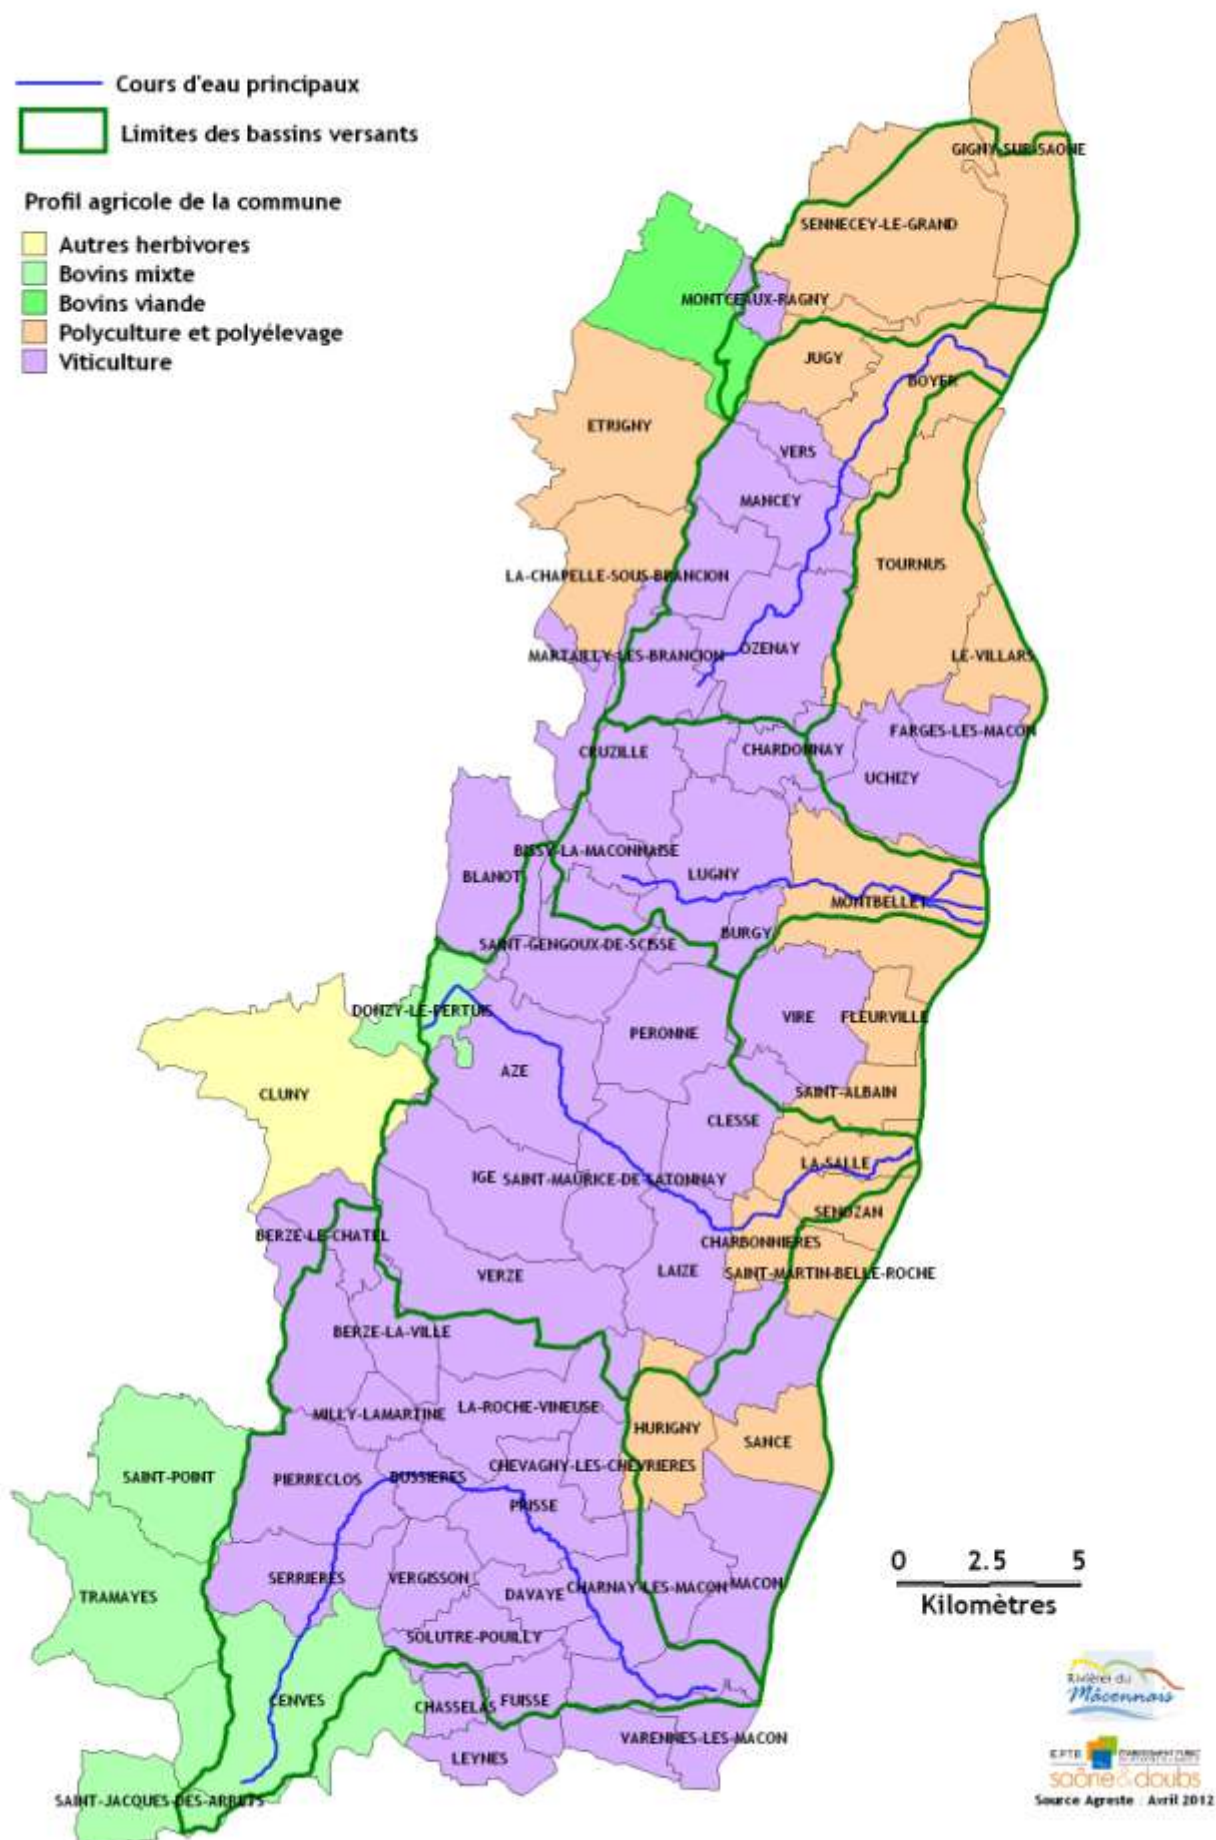 Cours d'eau principaux
Limites des bassins versants
Profil agricole de la commune
Autres herbivores
Bovins mixte
Bovins viande
Polyculture et polyélevage
Viticulture
GIGNY-SUR-SAONE
SENNECEY-LE-GRAND
MONTCEAUX-RAGNY
JUGY
BOYER
ETRIGNY
VERS
MANCEY
TOURNUS
LA-CHAPELLE-SOUS-BRANCION
OZENAY
MARTAILLY-LES-BRANCION
LE-VILLARS
FARGES-LES-MACON
CRUZILLE
CHARDONNAY
UCHIZY
BISSY-LA-MACONNAISE
BLANOT
LUGNY
MONTBELLET
BURGY
SAINT-GENGOUX-DE-SCISSE
DONZY-LE-PERTUIS
VIRE
FLEURVILLE
PERONNE
AZE
CLUNY
SAINT-ALBAIN
CLESSE
LA-SALLE
IGE
SAINT-MAURICE-DE-SATONNAY
SENOZAN
BERZE-LE-CHATEL
CHARBONNIERES
LAIZE
SAINT-MARTIN-BELLE-ROCHE
VERZE
BERZE-LA-VILLE
MILLY-LAMARTINE
LA-ROCHE-VINEUSE
HURIGNY
SANCE
SAINT-POINT
PIERRECLOS
BUSSIERES
CHEVAGNY-LES-CHEVRIERES
PRISSE
0 2.5 5
Kilomètres
SERRIERES
VERGISSON
DAVAYE
CHARNAY-LES-MACON
MACON
TRAMAYES
SOLUTRE-POUILLY
CENVES
CHASSELAS
FUISSE
VARENNES-LES-MACON
LEYNES
SAINT-JACQUES-DES-ARRETS
Rivières du
Mâconnais
E.P.T.B
saône & doubs
Source Agreste : Avril 2012